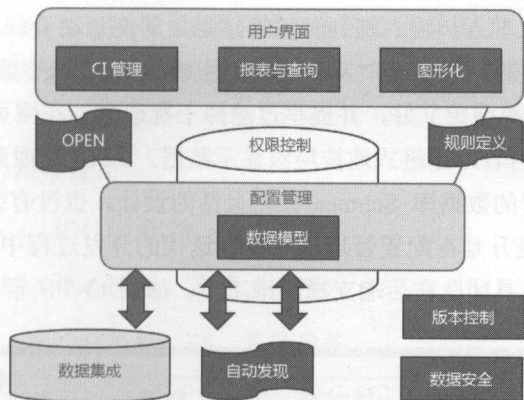 用户界面
CI 管理
报表与查询
图形化
OPEN
权限控制
规则定义
配置管理
数据模型
版本控制
数据集成
自动发现
数据安全